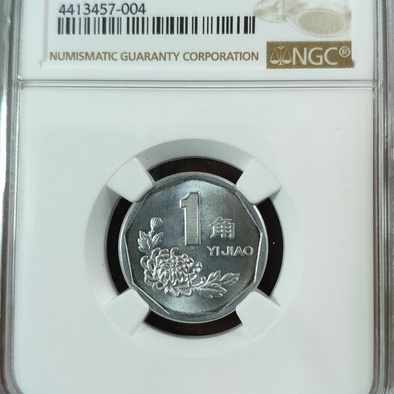 4413457-004
NUMISMATIC GUARANTY CORPORATION
NGC®
1
角
YI JIAO